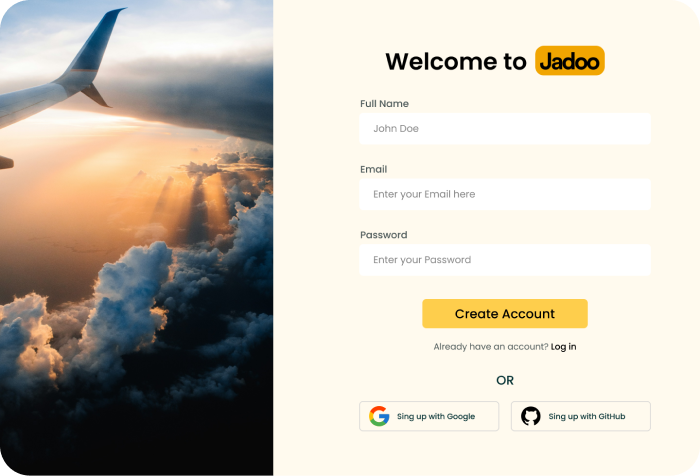 Welcome to Jadoo
Full Name
John Doe
Email
Enter your Email here
Password
Enter your Password
Create Account
Already have an account? Log in
OR
Sing up with Google
Sing up with GitHub